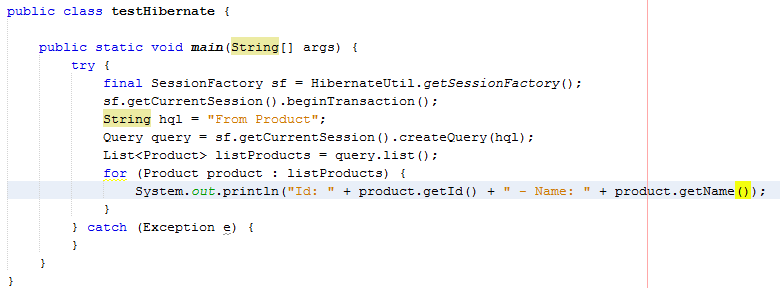 public class testHibernate {
public static void main(String[] args) {
try {
final SessionFactory sf = HibernateUtil.getSessionFactory();
sf.getCurrentSession().beginTransaction();
String hql = "From Product";
Query query = sf.getCurrentSession().createQuery(hql);
List<Product> listProducts = query.list();
for (Product product : listProducts) {
System.out.println("Id: " + product.getId() + " - Name: " + product.getName());
}
} catch (Exception e) {
}
}
}